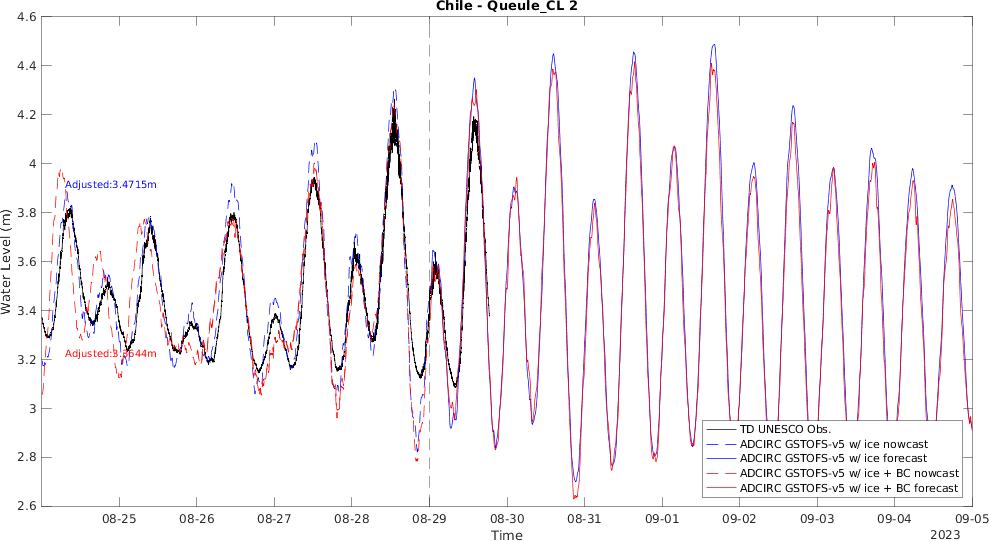 Chile - Queule_CL 2
4.6
4.4
4.2
4
3.8
3.6
3.4
3.2
3
2.8
2.6
Water Level (m)
Adjusted:3.4715m
Adjusted:3.3644m
TD UNESCO Obs.
ADCIRC GSTOFS-v5 w/ ice nowcast
ADCIRC GSTOFS-v5 w/ ice forecast
ADCIRC GSTOFS-v5 w/ ice + BC nowcast
ADCIRC GSTOFS-v5 w/ ice + BC forecast
08-25 08-26 08-27 08-28 08-29 08-30 08-31 09-01 09-02 09-03 09-04 09-05
Time
2023